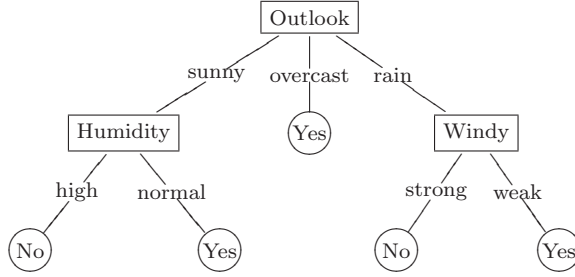 Outlook
sunny overcast rain
Humidity Yes Windy
high normal strong weak
No Yes No Yes